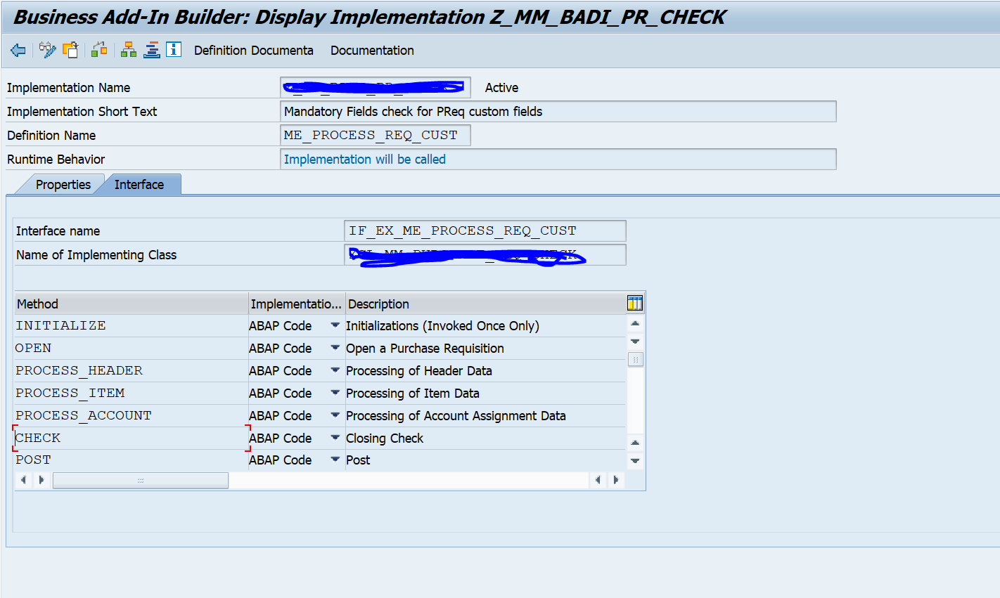 Business Add-In Builder: Display Implementation Z_MM_BADI_PR_CHECK
Definition Documenta Documentation
Implementation Name Active
Implementation Short Text Mandatory Fields check for PReq custom fields
Definition Name ME_PROCESS_REQ_CUST
Runtime Behavior Implementation will be called
Properties Interface
Interface name IF_EX_ME_PROCESS_REQ_CUST
Name of Implementing Class
Method Implementatio... Description
INITIALIZE ABAP Code Initializations (Invoked Once Only)
OPEN ABAP Code Open a Purchase Requisition
PROCESS_HEADER ABAP Code Processing of Header Data
PROCESS_ITEM ABAP Code Processing of Item Data
PROCESS_ACCOUNT ABAP Code Processing of Account Assignment Data
CHECK ABAP Code Closing Check
POST ABAP Code Post